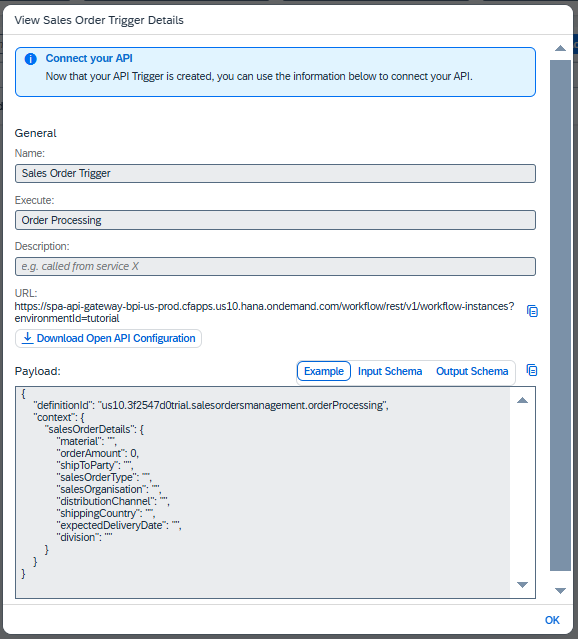 View Sales Order Trigger Details
Connect your API
Now that your API Trigger is created, you can use the information below to connect your API.
General
Name:
Sales Order Trigger
Execute:
Order Processing
Description:
e.g. called from service X
URL:
https://spa-api-gateway-bpi-us-prod.cfapps.us10.hana.ondemand.com/workflow/rest/v1/workflow-instances?
environmentId=tutorial
Download Open API Configuration
Payload: Example Input Schema Output Schema
{
"definitionId": "us10.3f2547d0trial.salesordersmanagement.orderProcessing",
"context": {
"salesOrderDetails": {
"material": "",
"orderAmount": 0,
"shipToParty": "",
"salesOrderType": "",
"salesOrganisation": "",
"distributionChannel": "",
"shippingCountry": "",
"expectedDeliveryDate": "",
"division": ""
}
}
}
OK